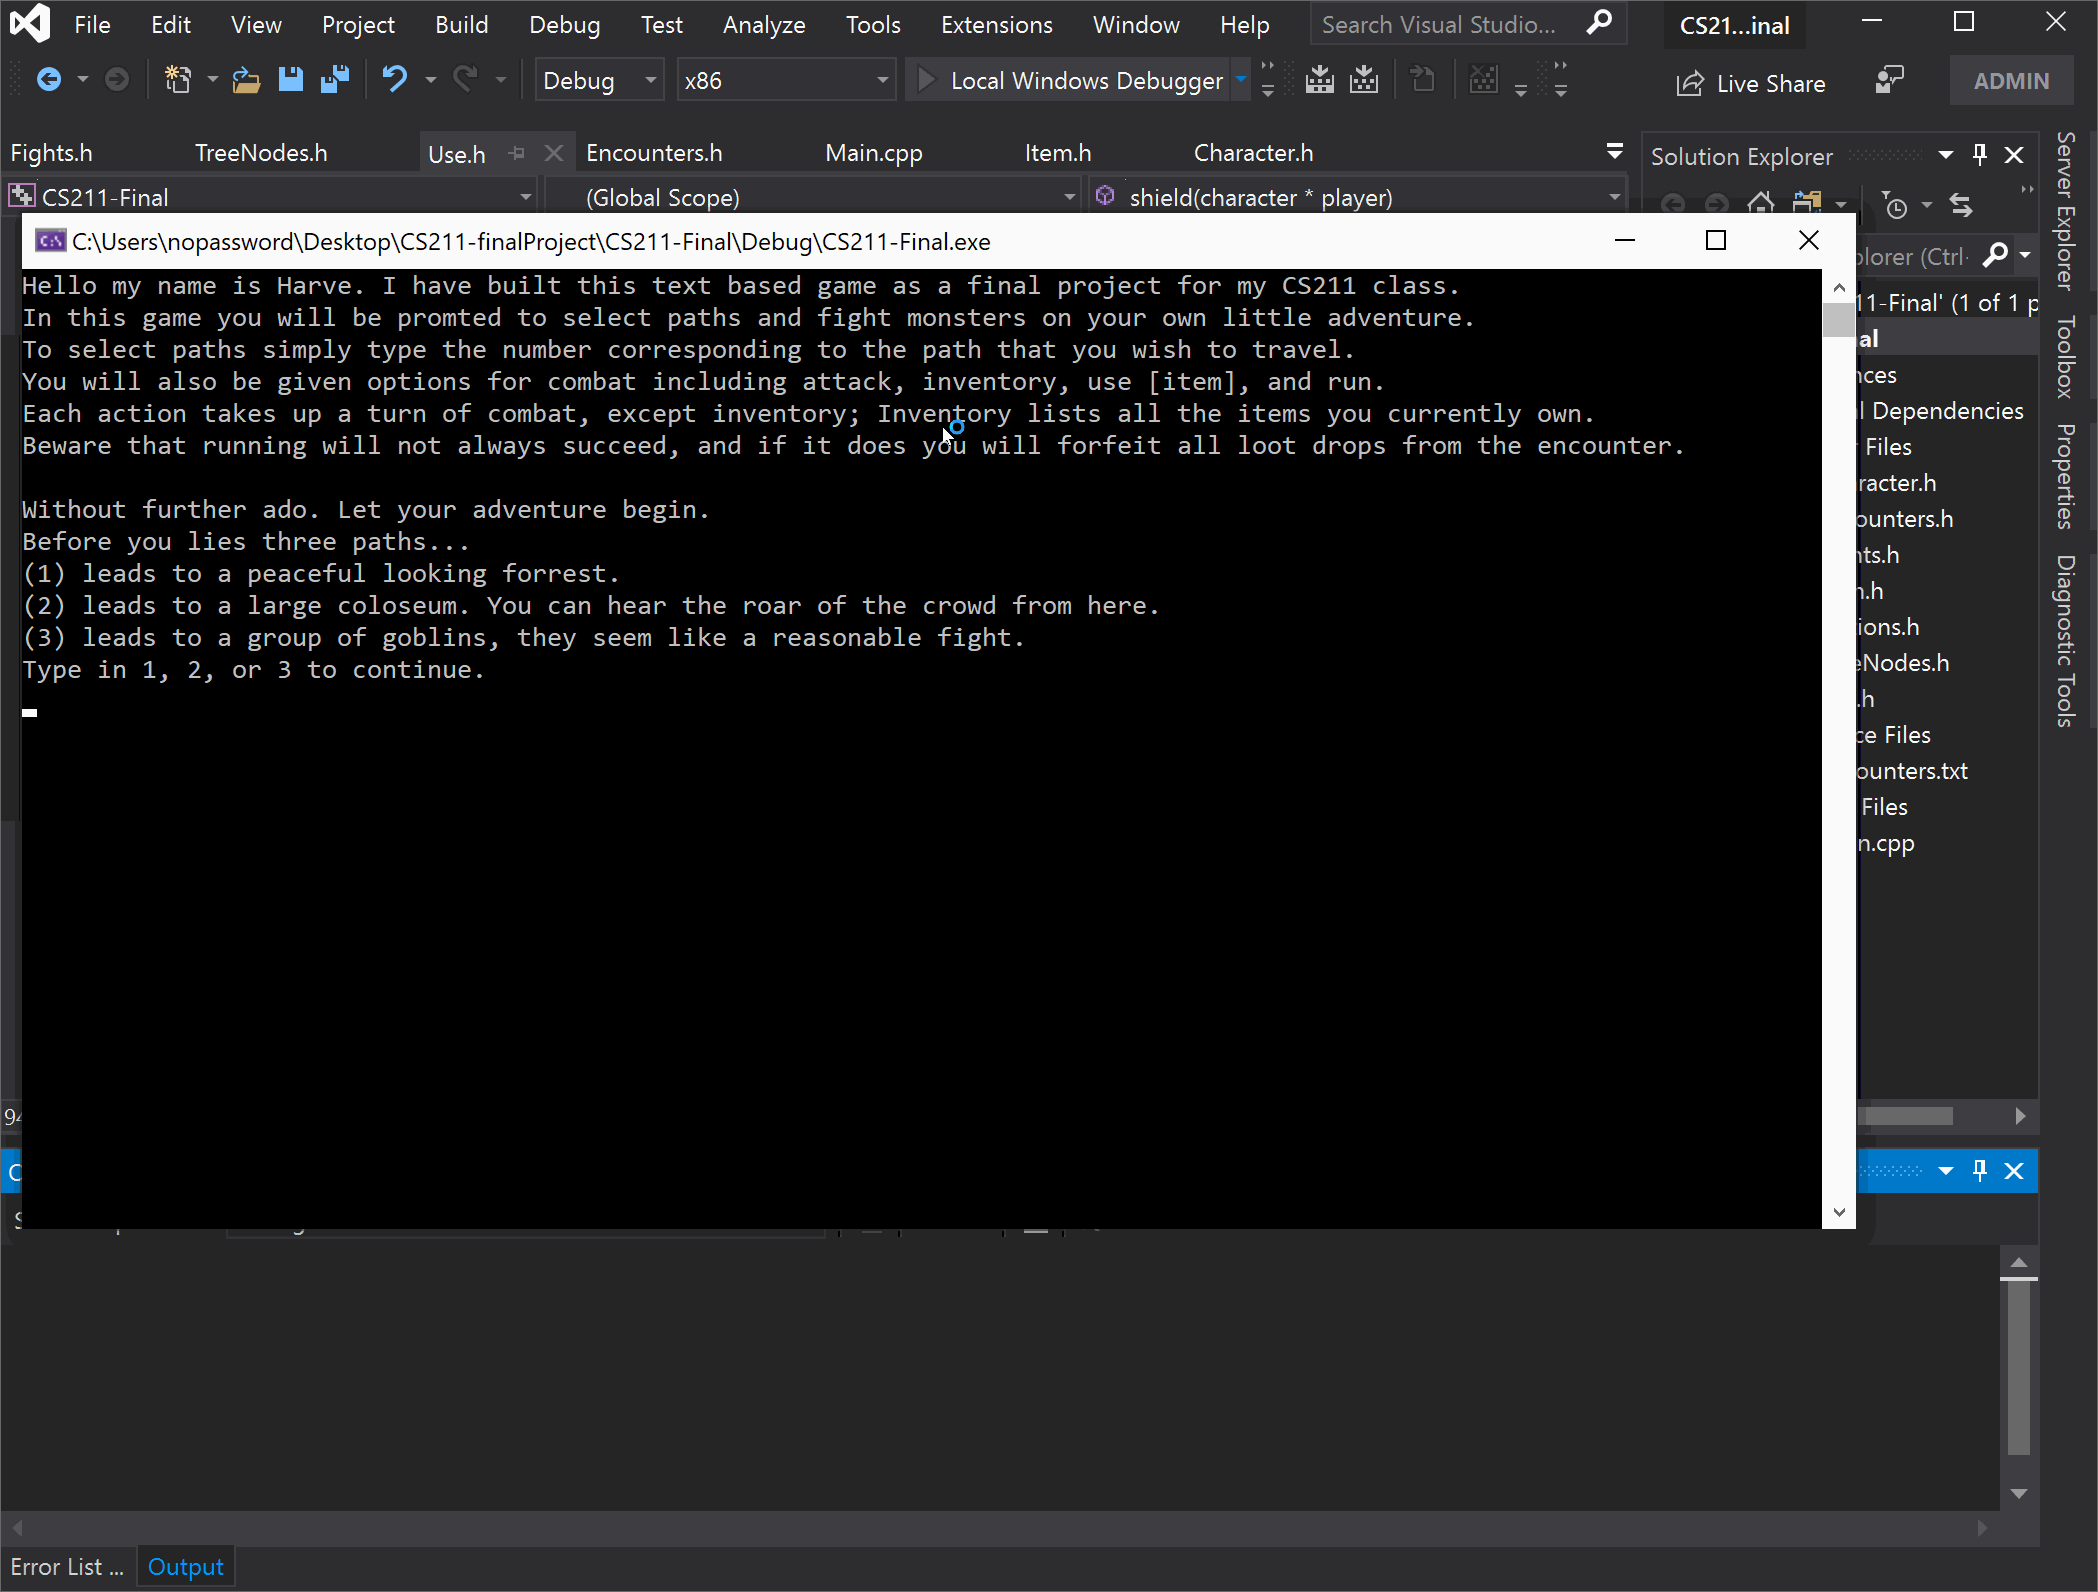 File Edit View Project Build Debug Test Analyze Tools Extensions Window Help Search Visual Studio... CS21...inal
Debug x86 Local Windows Debugger Live Share ADMIN
Fights.h TreeNodes.h Use.h Encounters.h Main.cpp Item.h Character.h
Solution Explorer
CS211-Final (Global Scope) shield(character * player)
C:\Users\nopassword\Desktop\CS211-finalProject\CS211-Final\Debug\CS211-Final.exe
Hello my name is Harve. I have built this text based game as a final project for my CS211 class.
In this game you will be promted to select paths and fight monsters on your own little adventure.
To select paths simply type the number corresponding to the path that you wish to travel.
You will also be given options for combat including attack, inventory, use [item], and run.
Each action takes up a turn of combat, except inventory; Inventory lists all the items you currently own.
Beware that running will not always succeed, and if it does you will forfeit all loot drops from the encounter.
Without further ado. Let your adventure begin.
Before you lies three paths...
(1) leads to a peaceful looking forrest.
(2) leads to a large coloseum. You can hear the roar of the crowd from here.
(3) leads to a group of goblins, they seem like a reasonable fight.
Type in 1, 2, or 3 to continue.
plorer (Ctrl-
11-Final' (1 of 1 p
al
nces
l Dependencies
Files
racter.h
ounters.h
nts.h
n.h
ions.h
eNodes.h
.h
ce Files
ounters.txt
Files
n.cpp
Server Explorer
Toolbox
Properties
Diagnostic Tools
94
Error List ... Output